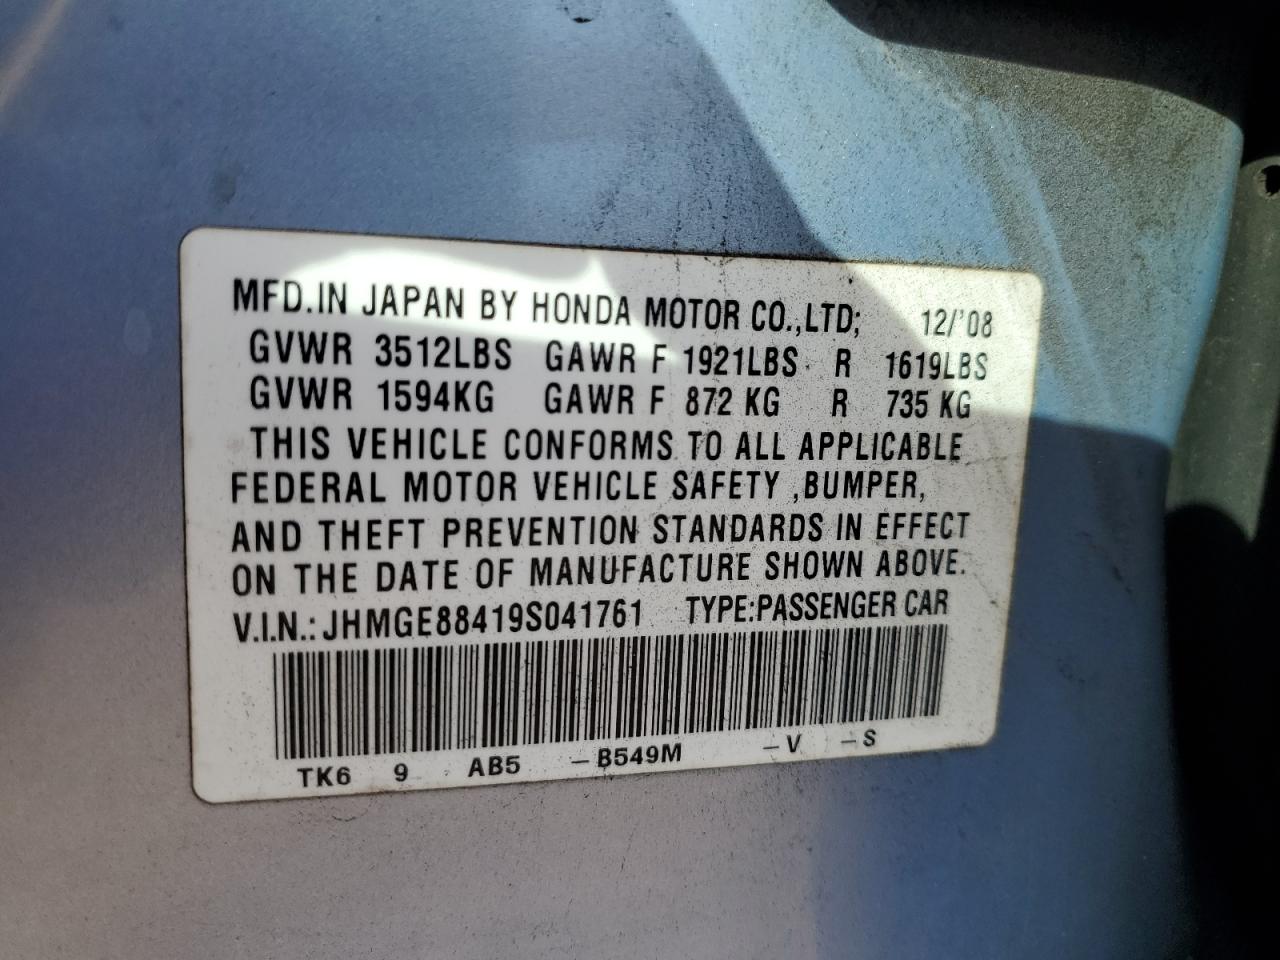 MFD.IN JAPAN BY HONDA MOTOR CO.,LTD; 12/'08
GVWR 3512LBS GAWR F 1921LBS R 1619LBS
GVWR 1594KG GAWR F 872 KG R 735 KG
THIS VEHICLE CONFORMS TO ALL APPLICABLE
FEDERAL MOTOR VEHICLE SAFETY ,BUMPER,
AND THEFT PREVENTION STANDARDS IN EFFECT
ON THE DATE OF MANUFACTURE SHOWN ABOVE.
V.I.N.: JHMGE88419S041761 TYPE:PASSENGER CAR
TK6 9 AB5 –B549M –V –S